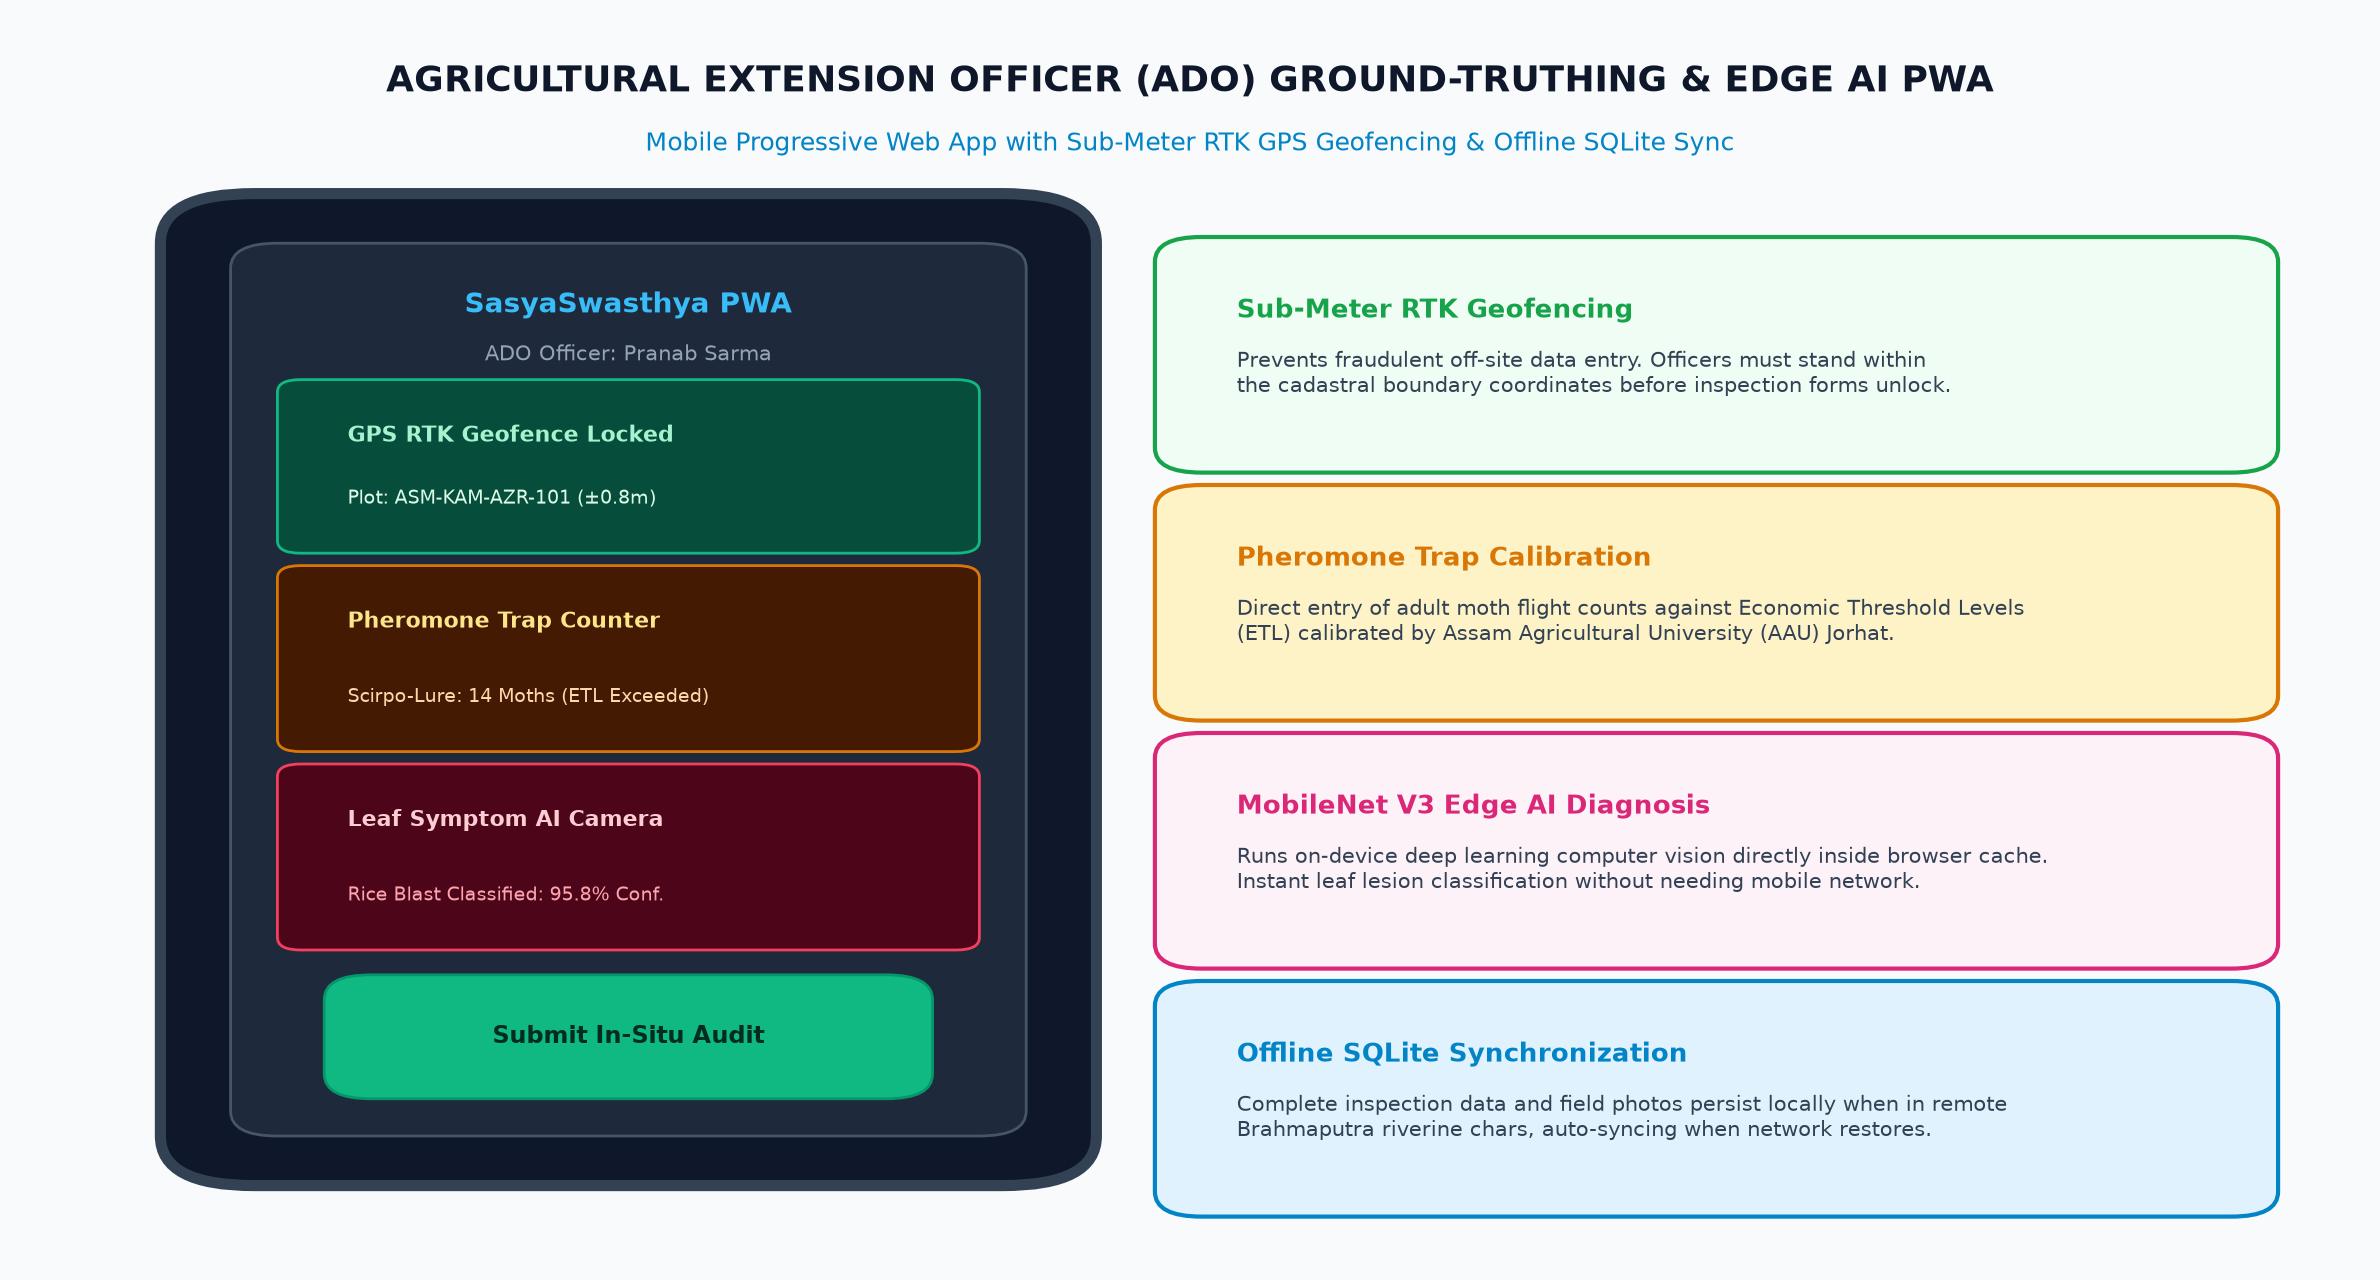 AGRICULTURAL EXTENSION OFFICER (ADO) GROUND-TRUTHING & EDGE AI PWA
Mobile Progressive Web App with Sub-Meter RTK GPS Geofencing & Offline SQLite Sync
SasyaSwasthya PWA
ADO Officer: Pranab Sarma
GPS RTK Geofence Locked
Plot: ASM-KAM-AZR-101 (±0.8m)
Pheromone Trap Counter
Scirpo-Lure: 14 Moths (ETL Exceeded)
Leaf Symptom AI Camera
Rice Blast Classified: 95.8% Conf.
Submit In-Situ Audit
Sub-Meter RTK Geofencing
Prevents fraudulent off-site data entry. Officers must stand within
the cadastral boundary coordinates before inspection forms unlock.
Pheromone Trap Calibration
Direct entry of adult moth flight counts against Economic Threshold Levels
(ETL) calibrated by Assam Agricultural University (AAU) Jorhat.
MobileNet V3 Edge AI Diagnosis
Runs on-device deep learning computer vision directly inside browser cache.
Instant leaf lesion classification without needing mobile network.
Offline SQLite Synchronization
Complete inspection data and field photos persist locally when in remote
Brahmaputra riverine chars, auto-syncing when network restores.